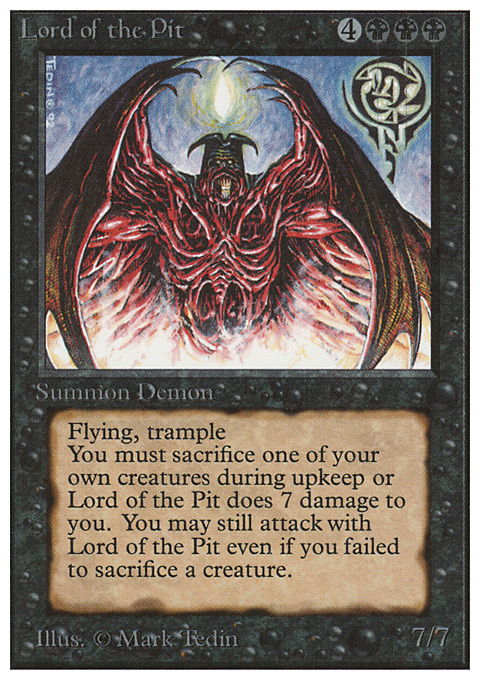 Lord of the Pit 4
TEDIN © 92
Summon Demon
Flying, trample
You must sacrifice one of your
own creatures during upkeep or
Lord of the Pit does 7 damage to
you. You may still attack with
Lord of the Pit even if you failed
to sacrifice a creature.
Illus. © Mark Tedin 7/7